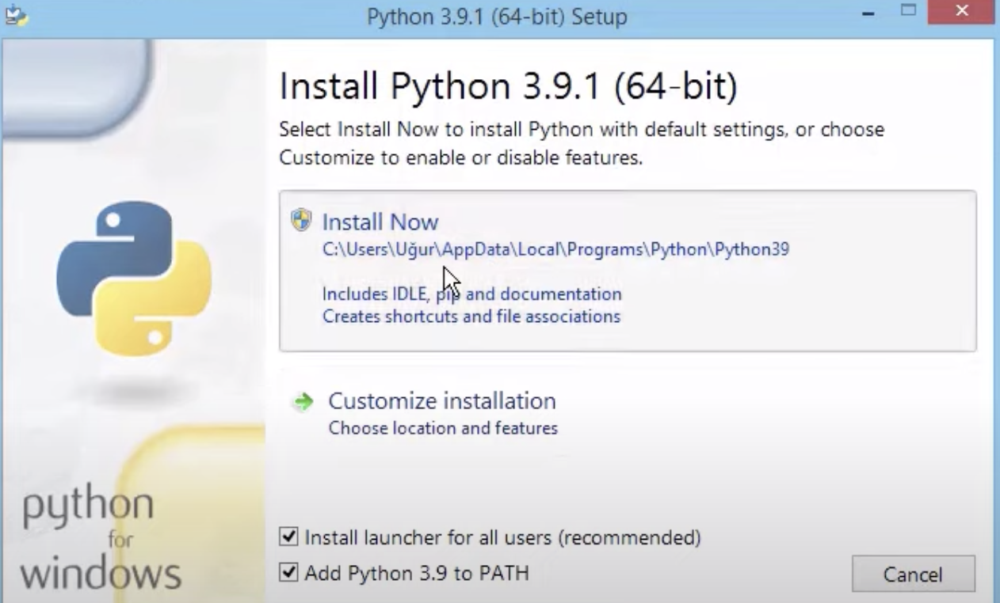 Python 3.9.1 (64-bit) Setup
Install Python 3.9.1 (64-bit)
Select Install Now to install Python with default settings, or choose
Customize to enable or disable features.
Install Now
C:\Users\Uğur\AppData\Local\Programs\Python\Python39
Includes IDLE, pip and documentation
Creates shortcuts and file associations
Customize installation
Choose location and features
Install launcher for all users (recommended)
Add Python 3.9 to PATH
Cancel
python
for
windows